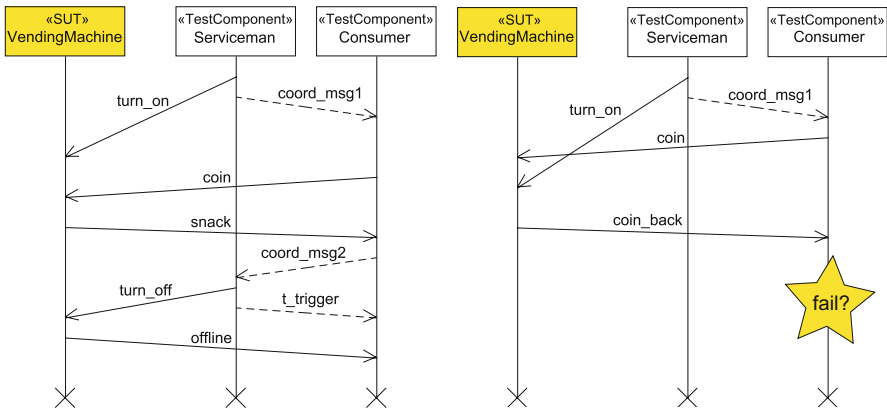 «SUT»
VendingMachine
«TestComponent»
Serviceman
«TestComponent»
Consumer
turn_on
coord_msg1
coin
snack
coord_msg2
turn_off
t_trigger
offline
«SUT»
VendingMachine
«TestComponent»
Serviceman
«TestComponent»
Consumer
coord_msg1
turn_on
coin
coin_back
fail?